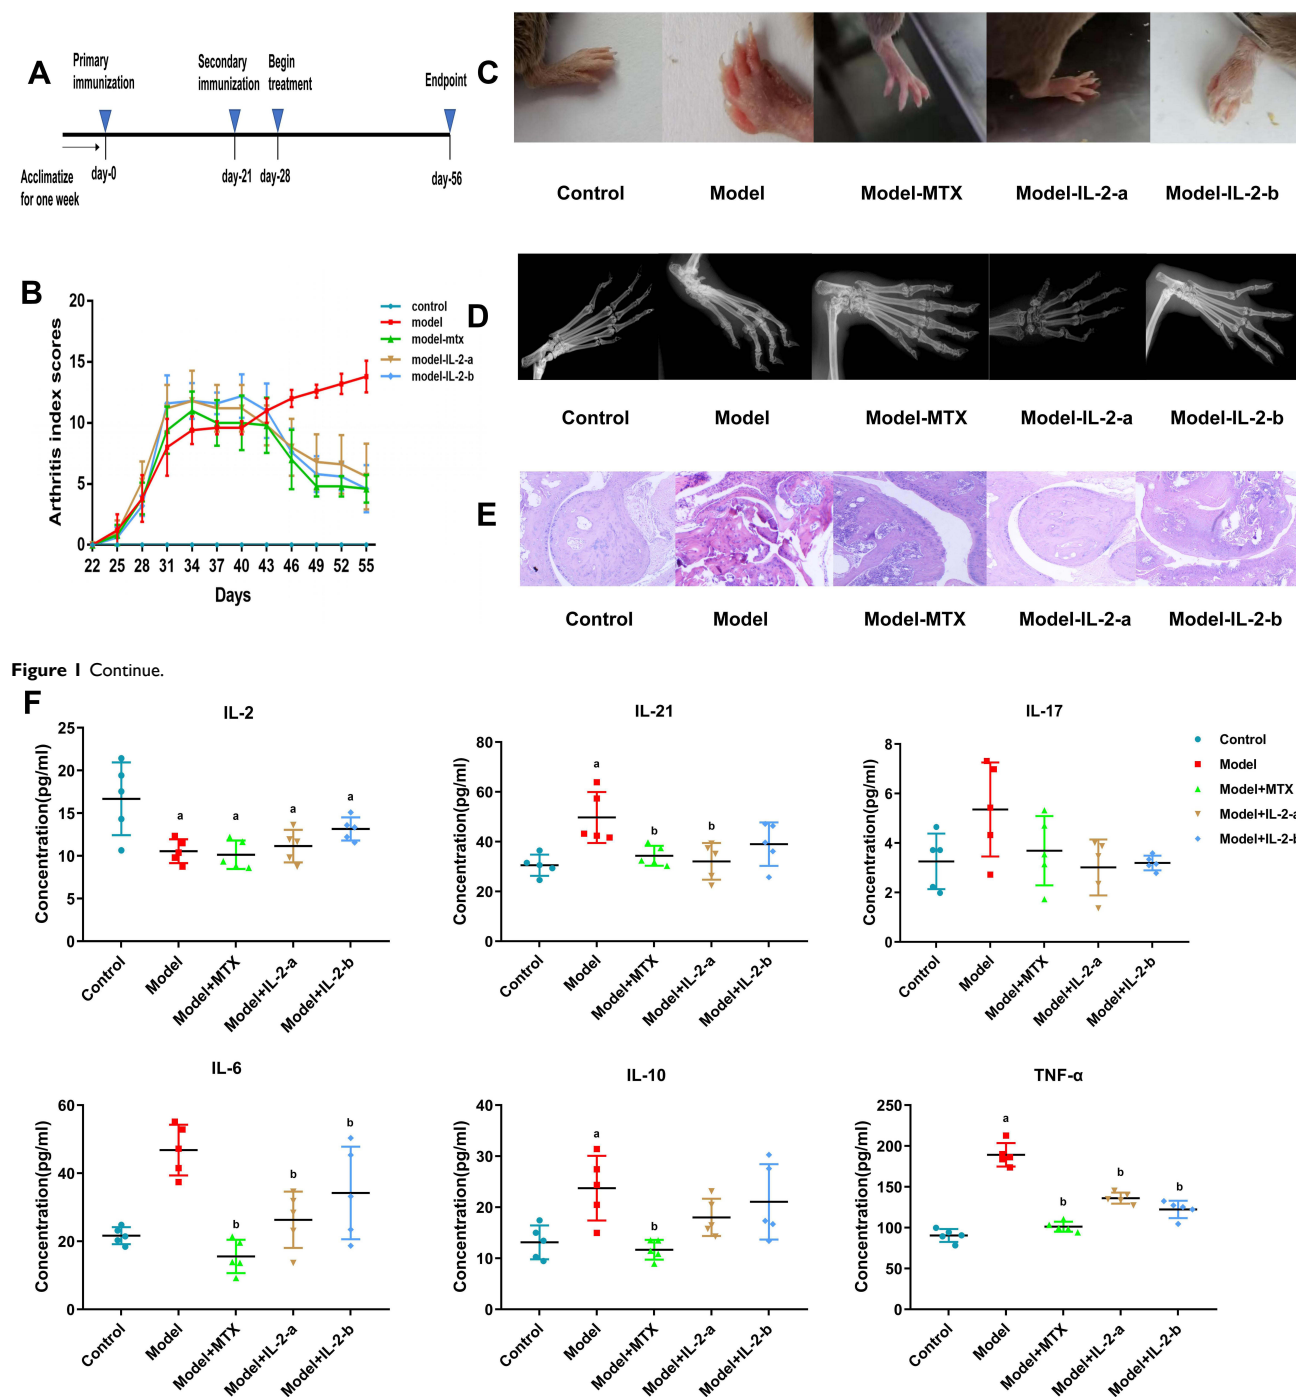 A
Primary
immunization
Secondary
immunization
Begin
treatment
Endpoint
Acclimatize
for one week
day-0
day-21
day-28
day-56
C
Control
Model
Model-MTX
Model-IL-2-a
Model-IL-2-b
B
Arthritis index scores
20
15
10
5
0
22 25 28 31 34 37 40 43 46 49 52 55
Days
control
model
model-mtx
model-IL-2-a
model-IL-2-b
D
Control
Model
Model-MTX
Model-IL-2-a
Model-IL-2-b
E
Control
Model
Model-MTX
Model-IL-2-a
Model-IL-2-b
Figure 1 Continue.
F
IL-2
Concentration(pg/ml)
25
20
15
10
5
0
a
a
a
a
Control
Model
Model+MTX
Model+IL-2-a
Model+IL-2-b
IL-21
Concentration(pg/ml)
80
60
40
20
0
a
b
b
Control
Model
Model+MTX
Model+IL-2-a
Model+IL-2-b
IL-17
Concentration(pg/ml)
8
6
4
2
0
Control
Model
Model+MTX
Model+IL-2-a
Model+IL-2-b
Control
Model
Model+MTX
Model+IL-2-a
Model+IL-2-b
IL-6
Concentration(pg/ml)
60
40
20
0
b
b
b
Control
Model
Model+MTX
Model+IL-2-a
Model+IL-2-b
IL-10
Concentration(pg/ml)
40
30
20
10
0
a
b
Control
Model
Model+MTX
Model+IL-2-a
Model+IL-2-b
TNF-α
Concentration(pg/ml)
250
200
150
100
50
0
a
b
b
b
Control
Model
Model+MTX
Model+IL-2-a
Model+IL-2-b